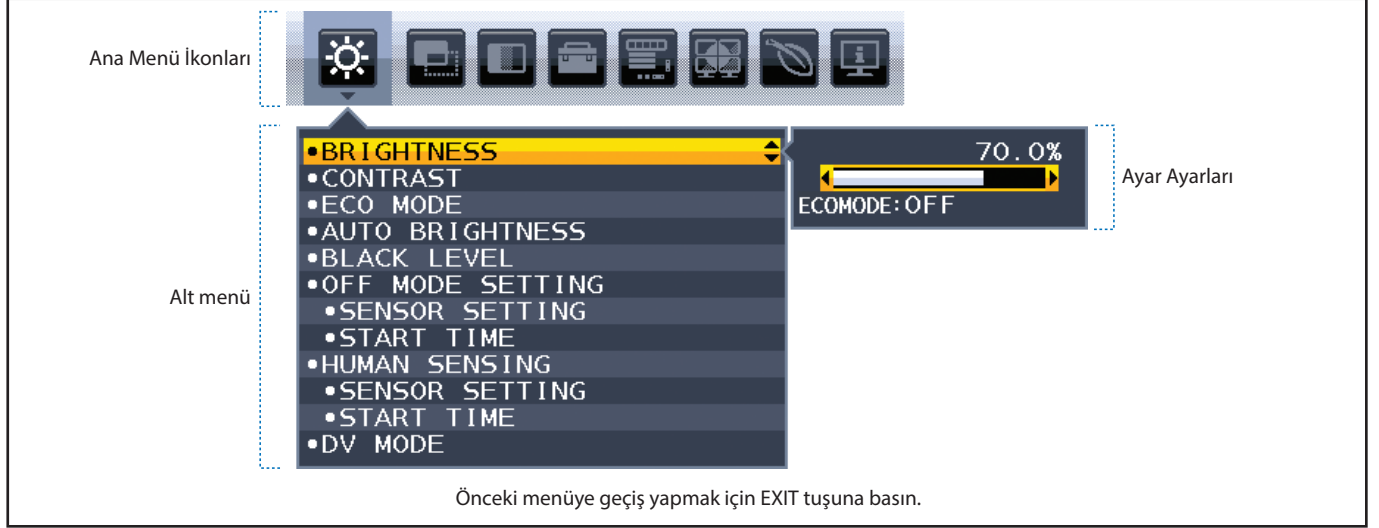 Ana Menü İkonları
•BRIGHTNESS
•CONTRAST
•ECO MODE
•AUTO BRIGHTNESS
•BLACK LEVEL
•OFF MODE SETTING
•SENSOR SETTING
•START TIME
•HUMAN SENSING
•SENSOR SETTING
•START TIME
•DV MODE
70.0%
ECOMODE:OFF
Ayar Ayarları
Alt menü
Önceki menüye geçiş yapmak için EXIT tuşuna basın.